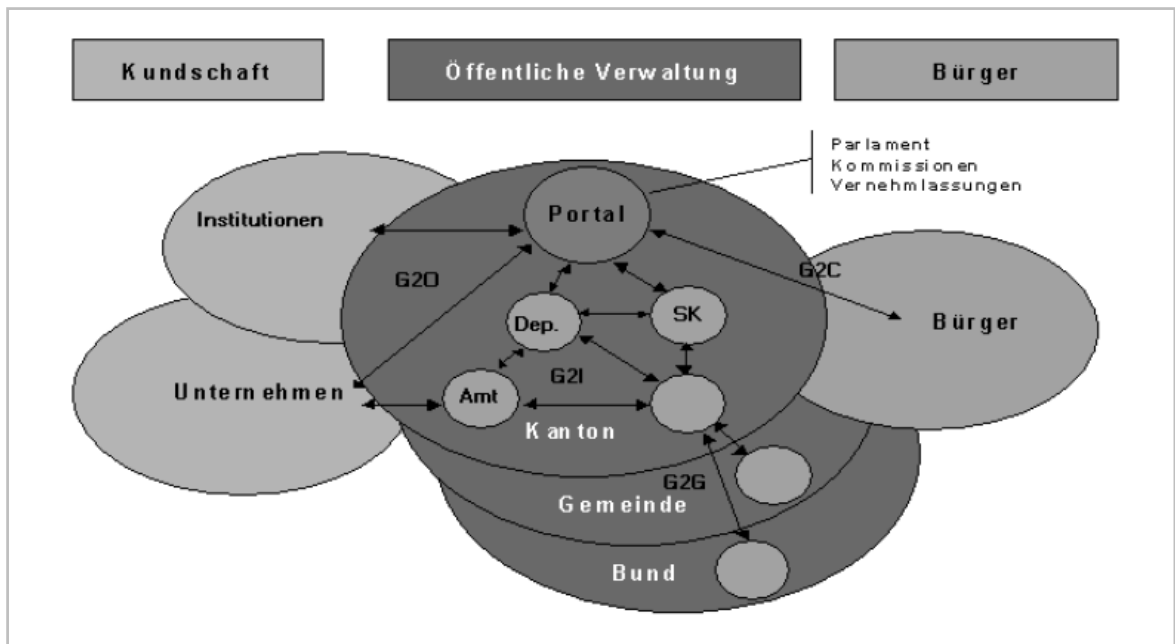 Kundschaft
Öffentliche Verwaltung
Bürger
Parlament
Kommissionen
Vernehmlassungen
Institutionen
Portal
G2O
G2C
Dep.
SK
Bürger
Unternehmen
G2I
Amt
Kanton
G2G
Gemeinde
Bund